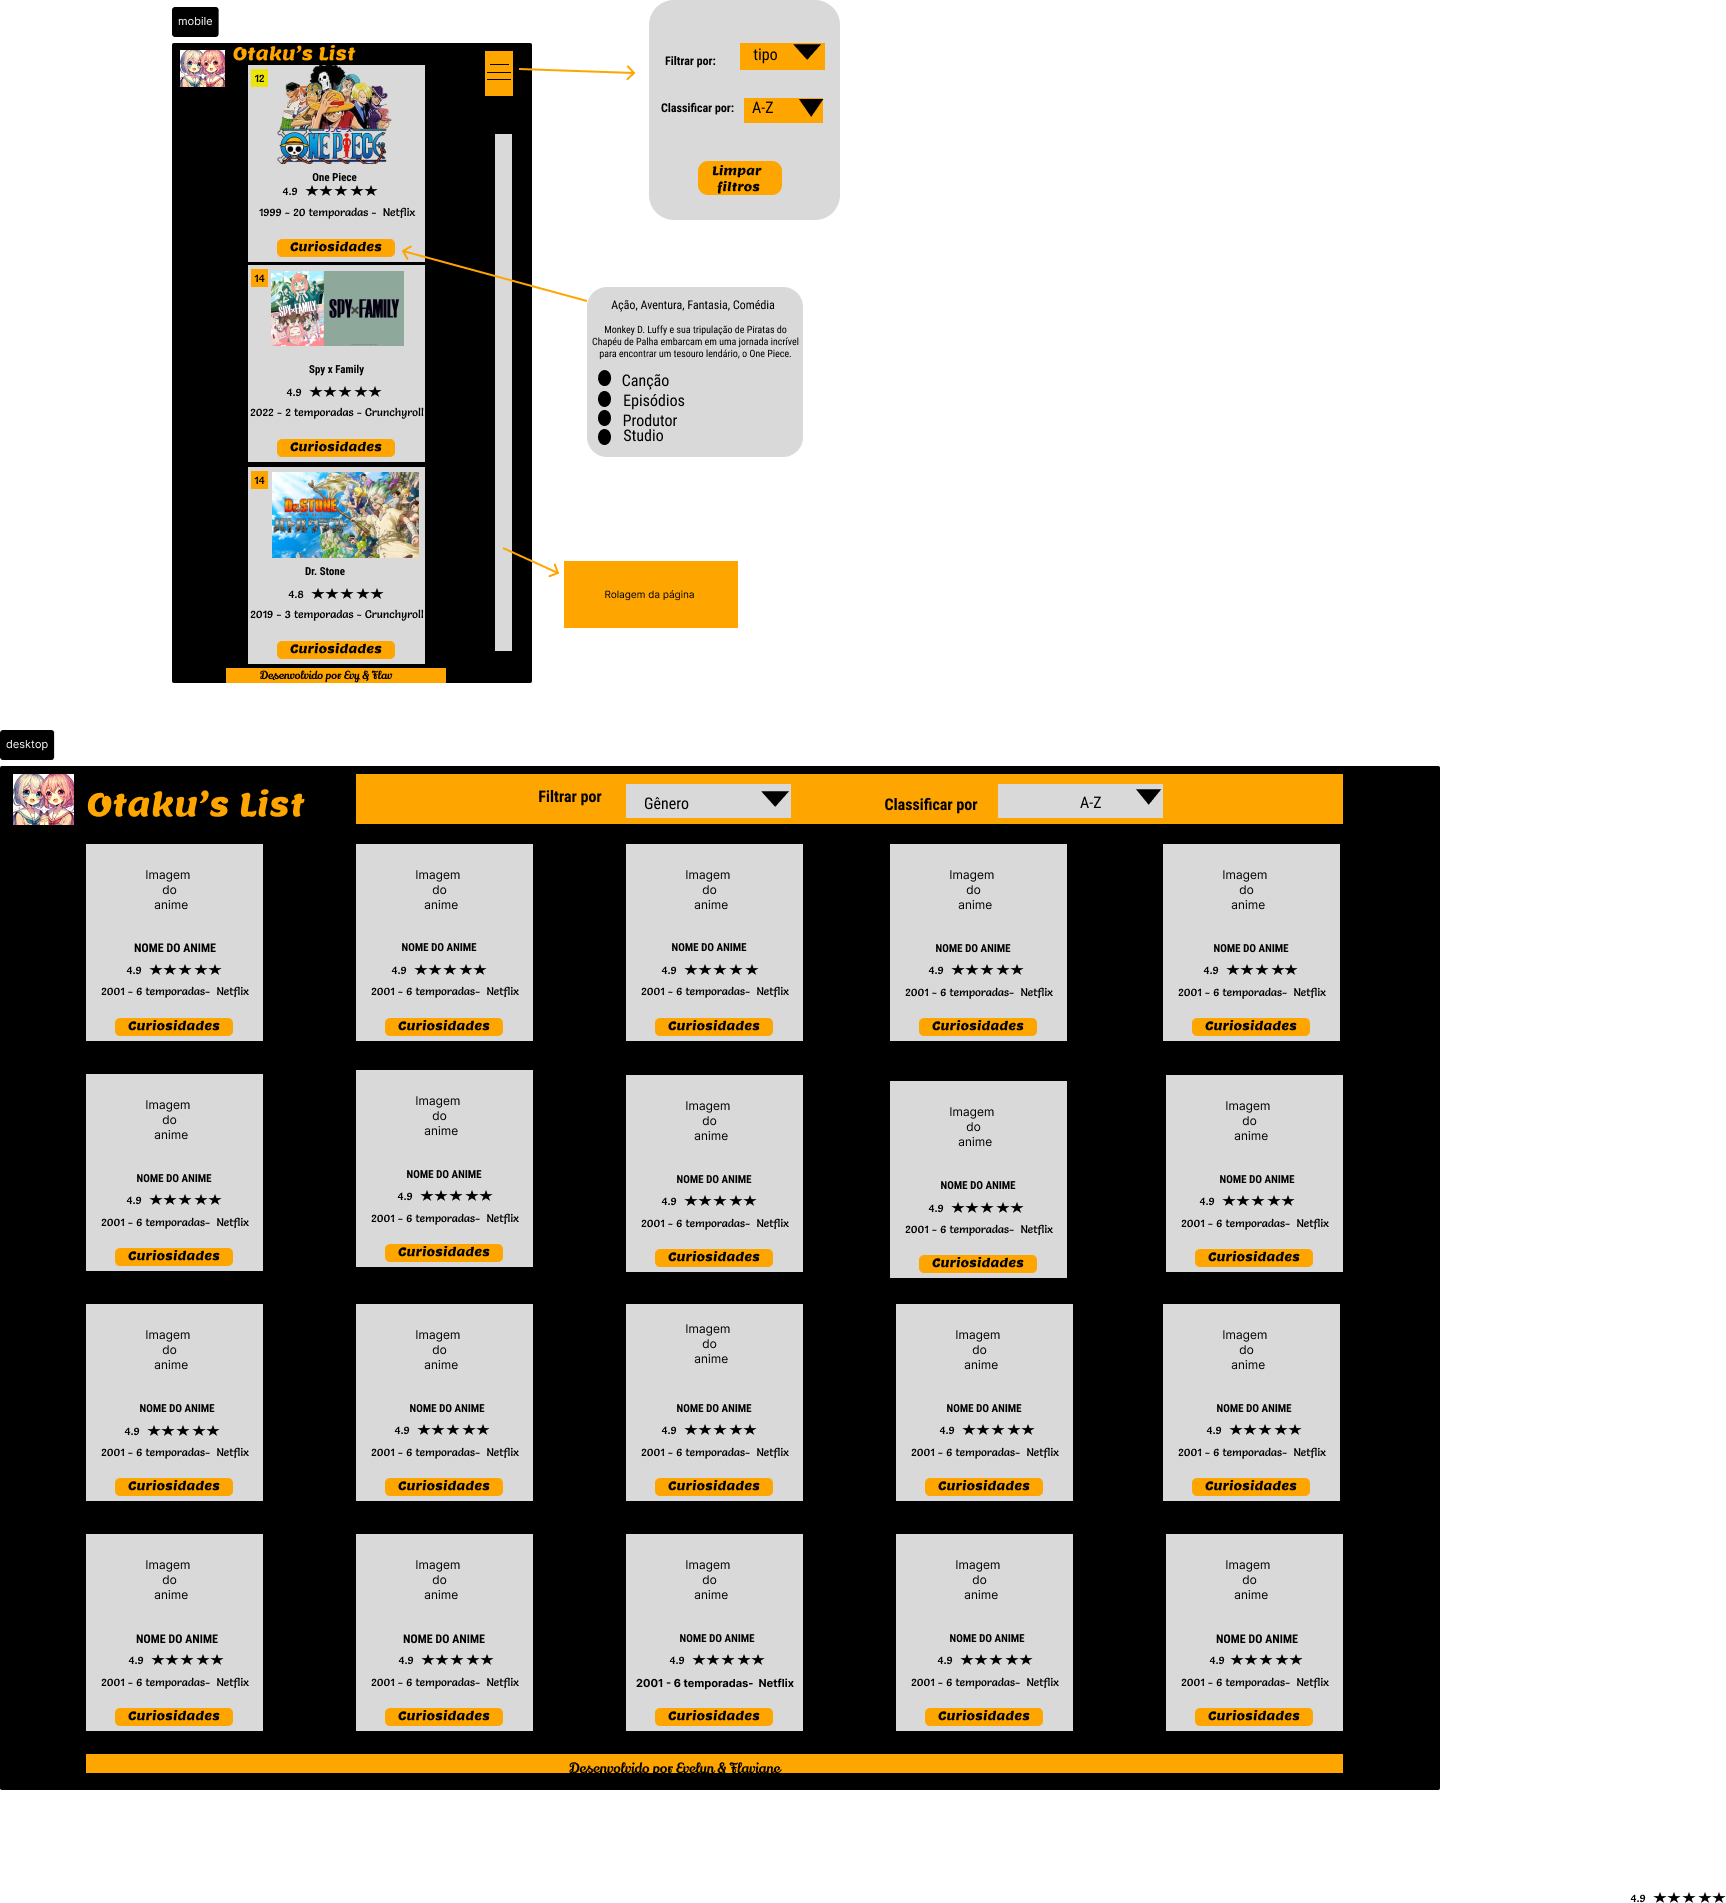 mobile
Otaku's List
12
ONE PIECE
One Piece
4.9 ★★★★★
1999 - 20 temporadas - Netflix
Curiosidades
14
SPY×FAMILY
SPY×FAMILY
Spy x Family
4.9 ★★★★★
2022 - 2 temporadas - Crunchyroll
Curiosidades
14
Dr.STONE
Dr. Stone
4.8 ★★★★★
2019 - 3 temporadas - Crunchyroll
Curiosidades
Desenvolvido por Evy & Flav
Filtrar por: tipo
Classificar por: A-Z
Limpar
filtros
Ação, Aventura, Fantasia, Comédia
Monkey D. Luffy e sua tripulação de Piratas do
Chapéu de Palha embarcam em uma jornada incrível
para encontrar um tesouro lendário, o One Piece.
Canção
Episódios
Produtor
Studio
Rolagem da página
desktop
Otaku's List
Filtrar por Gênero Classificar por A-Z
Imagem Imagem Imagem Imagem Imagem
do do do do do
anime anime anime anime anime
NOME DO ANIME NOME DO ANIME NOME DO ANIME NOME DO ANIME NOME DO ANIME
4.9 ★★★★★ 4.9 ★★★★★ 4.9 ★★★★★ 4.9 ★★★★★ 4.9 ★★★★★
2001 - 6 temporadas- Netflix 2001 - 6 temporadas- Netflix 2001 - 6 temporadas- Netflix 2001 - 6 temporadas- Netflix 2001 - 6 temporadas- Netflix
Curiosidades Curiosidades Curiosidades Curiosidades Curiosidades
Imagem Imagem Imagem Imagem Imagem
do do do do do
anime anime anime anime anime
NOME DO ANIME NOME DO ANIME NOME DO ANIME NOME DO ANIME NOME DO ANIME
4.9 ★★★★★ 4.9 ★★★★★ 4.9 ★★★★★ 4.9 ★★★★★ 4.9 ★★★★★
2001 - 6 temporadas- Netflix 2001 - 6 temporadas- Netflix 2001 - 6 temporadas- Netflix 2001 - 6 temporadas- Netflix 2001 - 6 temporadas- Netflix
Curiosidades Curiosidades Curiosidades Curiosidades Curiosidades
Imagem Imagem Imagem Imagem Imagem
do do do do do
anime anime anime anime anime
NOME DO ANIME NOME DO ANIME NOME DO ANIME NOME DO ANIME NOME DO ANIME
4.9 ★★★★★ 4.9 ★★★★★ 4.9 ★★★★★ 4.9 ★★★★★ 4.9 ★★★★★
2001 - 6 temporadas- Netflix 2001 - 6 temporadas- Netflix 2001 - 6 temporadas- Netflix 2001 - 6 temporadas- Netflix 2001 - 6 temporadas- Netflix
Curiosidades Curiosidades Curiosidades Curiosidades Curiosidades
Imagem Imagem Imagem Imagem Imagem
do do do do do
anime anime anime anime anime
NOME DO ANIME NOME DO ANIME NOME DO ANIME NOME DO ANIME NOME DO ANIME
4.9 ★★★★★ 4.9 ★★★★★ 4.9 ★★★★★ 4.9 ★★★★★ 4.9 ★★★★★
2001 - 6 temporadas- Netflix 2001 - 6 temporadas- Netflix 2001 - 6 temporadas- Netflix 2001 - 6 temporadas- Netflix 2001 - 6 temporadas- Netflix
Curiosidades Curiosidades Curiosidades Curiosidades Curiosidades
Desenvolvido por Evelyn & Flaviane
4.9 ★★★★★